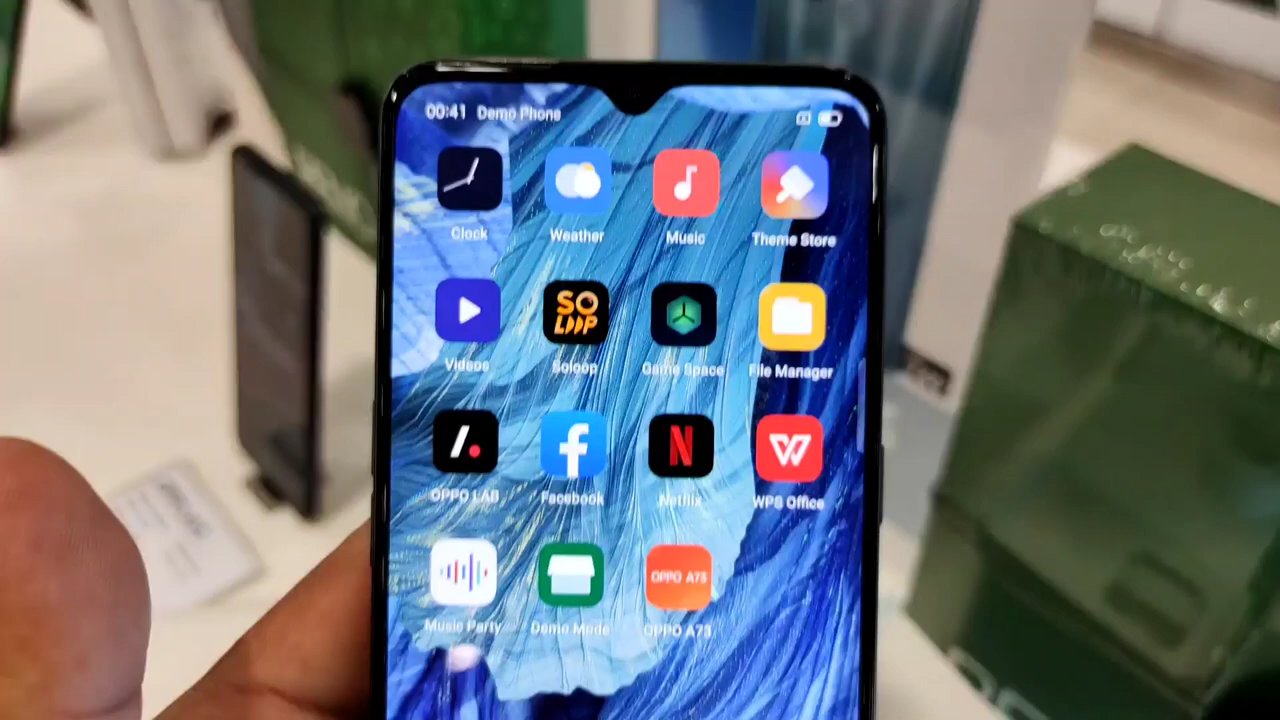 00:41 Demo Phone
Clock Weather Music Theme Store
SO
LOOP
Videos Soloop Game Space File Manager
OPPO LAB Facebook Netflix WPS Office
OPPO A73
Music Party Demo Mode OPPO A73